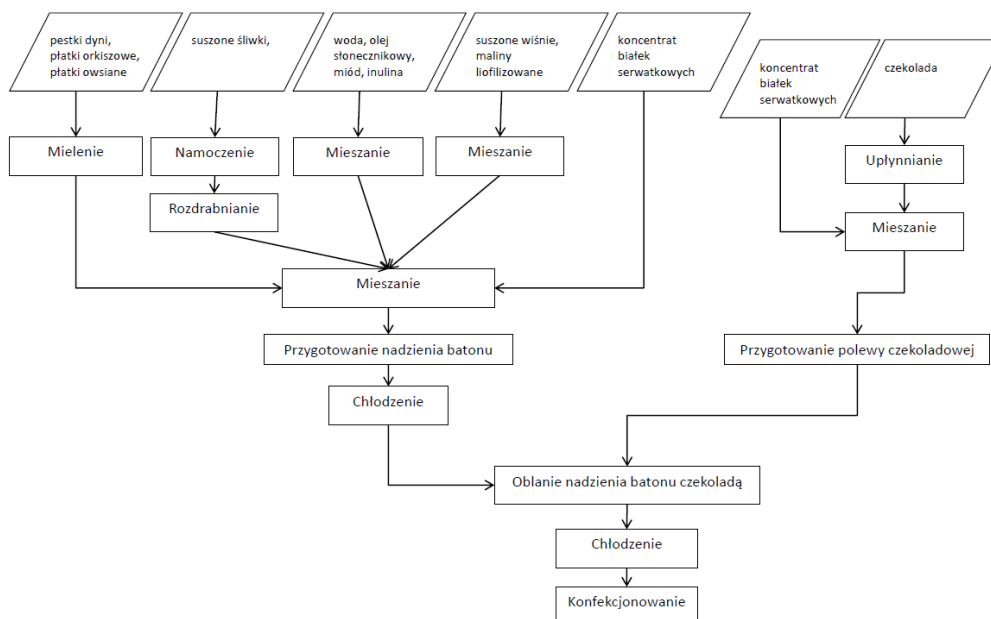 pestki dyni,
płatki orkiszowe,
płatki owsiane
suszone śliwki,
woda, olej
słonecznikowy,
miód, inulina
suszone wiśnie,
maliny
liofilizowane
koncentrat
białek
serwatkowych
koncentrat
białek
serwatkowych
czekolada
Mielenie
Namoczenie
Mieszanie
Mieszanie
Upłynnianie
Rozdrabnianie
Mieszanie
Mieszanie
Przygotowanie nadzienia batonu
Przygotowanie polewy czekoladowej
Chłodzenie
Oblanie nadzienia batonu czekoladą
Chłodzenie
Konfekcjonowanie